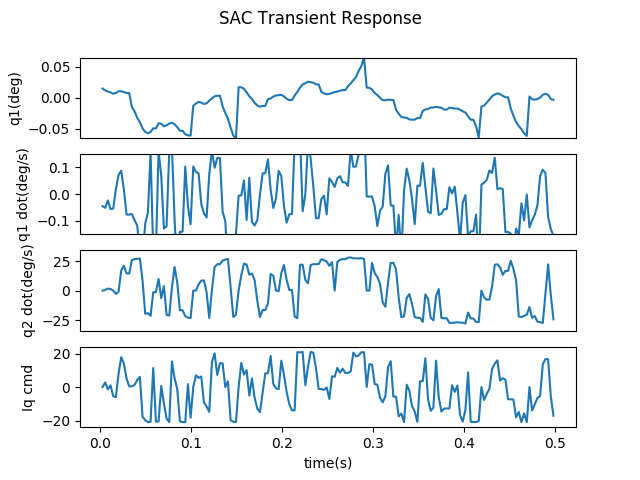 SAC Transient Response
q1(deg)
0.05
0.00
−0.05
q1 dot(deg/s)
0.1
0.0
−0.1
q2 dot(deg/s)
25
0
−25
Iq cmd
20
0
−20
0.0 0.1 0.2 0.3 0.4 0.5
time(s)